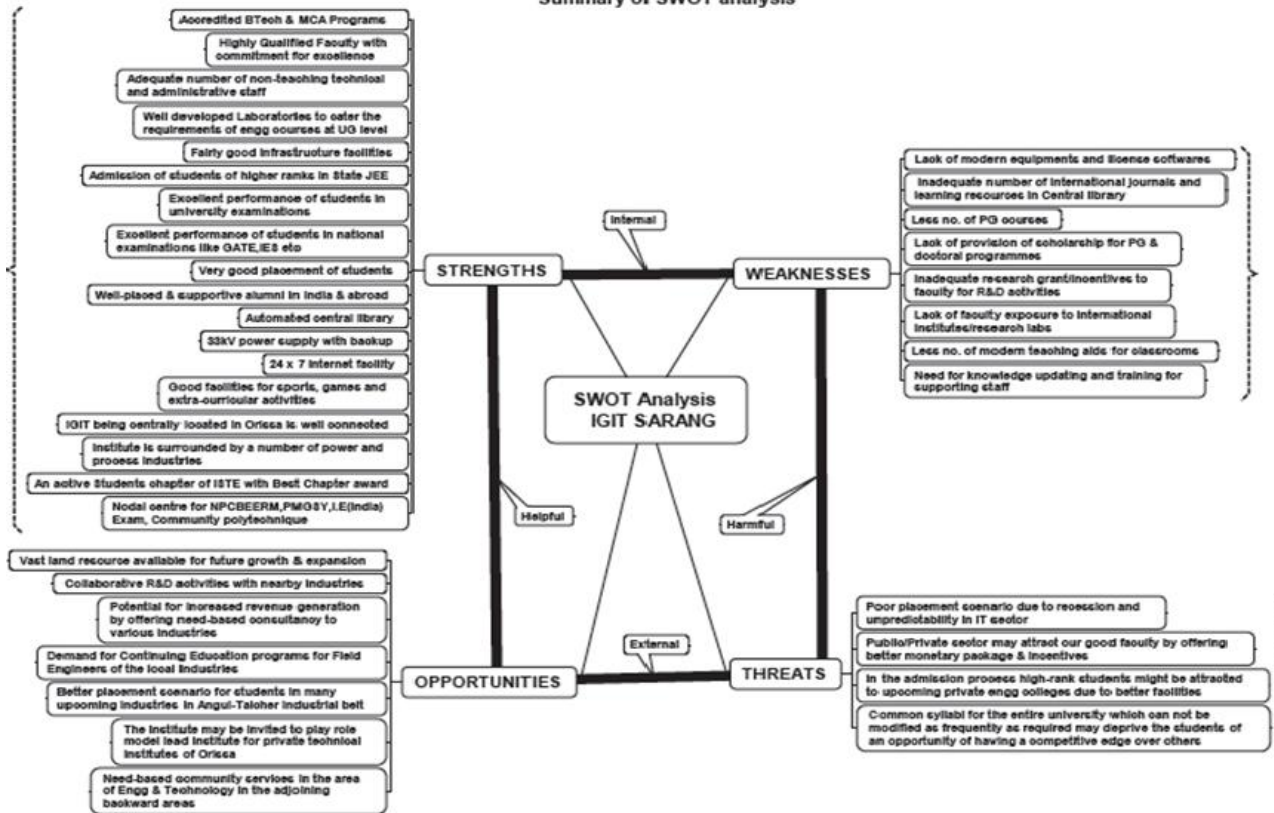 Summary of SWOT analysis
Accredited BTech & MCA Programs
Highly Qualified Faculty with
commitment for excellence
Adequate number of non-teaching technical
and administrative staff
Well developed Laboratories to cater the
requirements of engg courses at UG level
Fairly good infrastructure facilities
Admission of students of higher ranks in State JEE
Excellent performance of students in
university examinations
Excellent performance of students in national
examinations like GATE,IES etc
Very good placement of students
Well-placed & supportive alumni in India & abroad
Automated central library
33kV power supply with backup
24 x 7 Internet facility
Good facilities for sports, games and
extra-curricular activities
IGIT being centrally located in Orissa is well connected
Institute is surrounded by a number of power and
process industries
An active Students chapter of ISTE with Best Chapter award
Nodal centre for NPCBEERM,PMGSY,I.E(India)
Exam, Community polytechnique
STRENGTHS
Internal
WEAKNESSES
Lack of modern equipments and license softwares
Inadequate number of International journals and
learning resources in Central library
Less no. of PG courses
Lack of provision of scholarship for PG &
doctoral programmes
Inadequate research grant/incentives to
faculty for R&D activities
Lack of faculty exposure to International
Institutes/research labs
Less no. of modern teaching aids for classrooms
Need for knowledge updating and training for
supporting staff
SWOT Analysis
IGIT SARANG
Helpful
Harmful
External
OPPORTUNITIES
Vast land resource available for future growth & expansion
Collaborative R&D activities with nearby industries
Potential for increased revenue generation
by offering need-based consultancy to
various industries
Demand for Continuing Education programs for Field
Engineers of the local Industries
Better placement scenario for students in many
upcoming industries in Angul-Talcher industrial belt
The Institute may be invited to play role
model lead institute for private technical
institutes of Orissa
Need-based community services in the area
of Engg & Technology in the adjoining
backward areas
THREATS
Poor placement scenario due to recession and
unpredictability in IT sector
Public/Private sector may attract our good faculty by offering
better monetary package & incentives
In the admission process high-rank students might be attracted
to upcoming private engg colleges due to better facilities
Common syllabi for the entire university which can not be
modified as frequently as required may deprive the students of
an opportunity of having a competitive edge over others